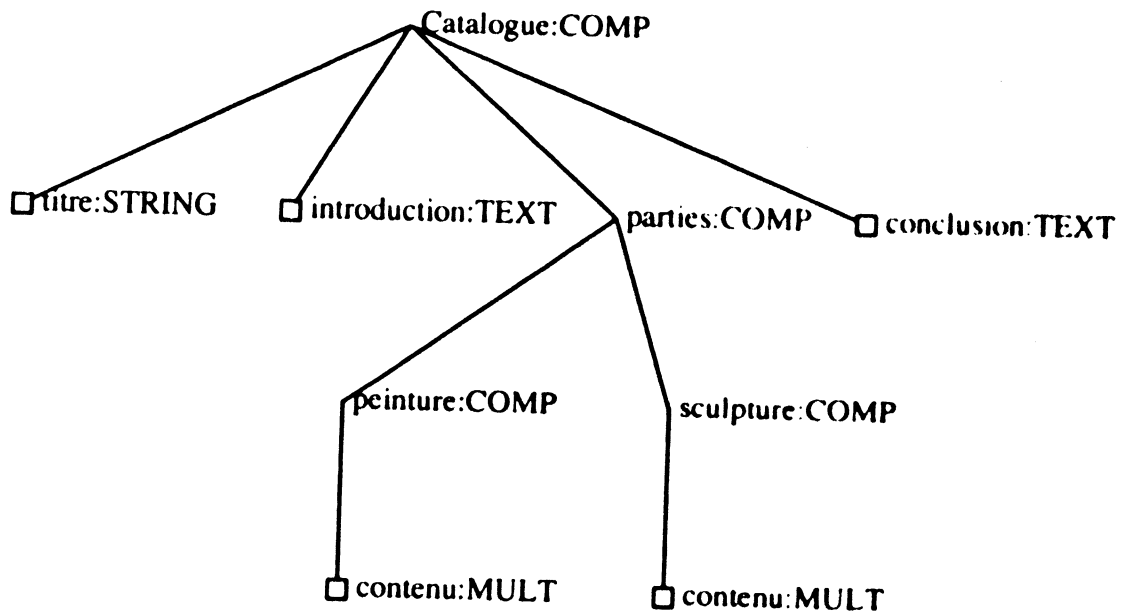 Catalogue:COMP
titre:STRING
introduction:TEXT
parties:COMP
conclusion:TEXT
peinture:COMP
sculpture:COMP
contenu:MULT
contenu:MULT